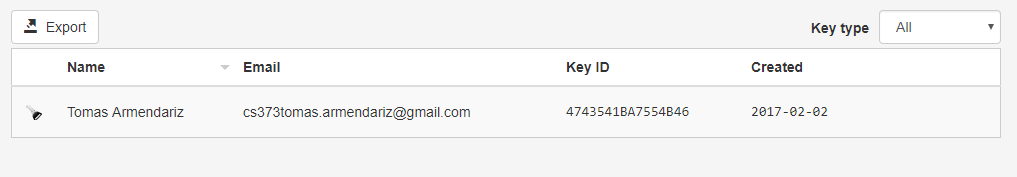 Export Key type All
Name Email Key ID Created
Tomas Armendariz cs373tomas.armendariz@gmail.com 4743541BA7554B46 2017-02-02